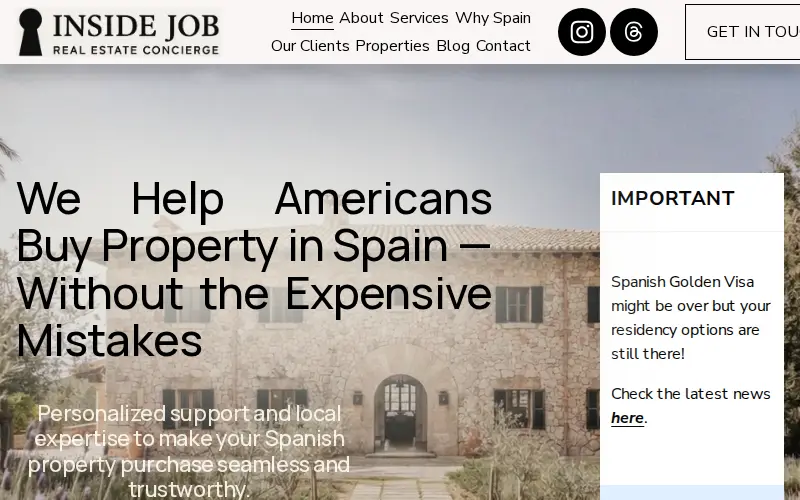 INSIDE JOB
REAL ESTATE CONCIERGE
Home About Services Why Spain
Our Clients Properties Blog Contact
GET IN TOU
We Help Americans
Buy Property in Spain —
Without the Expensive
Mistakes
Personalized support and local
expertise to make your Spanish
property purchase seamless and
trustworthy.
IMPORTANT
Spanish Golden Visa
might be over but your
residency options are
still there!
Check the latest news
here.